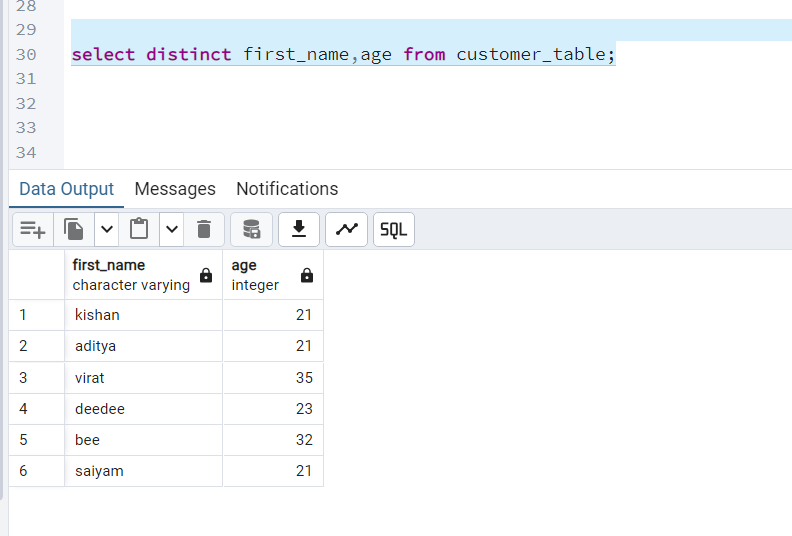 28
29
30 select distinct first_name,age from customer_table;
31
32
33
34
Data Output Messages Notifications
SQL
first_name age
character varying integer
1 kishan 21
2 aditya 21
3 virat 35
4 deedee 23
5 bee 32
6 saiyam 21